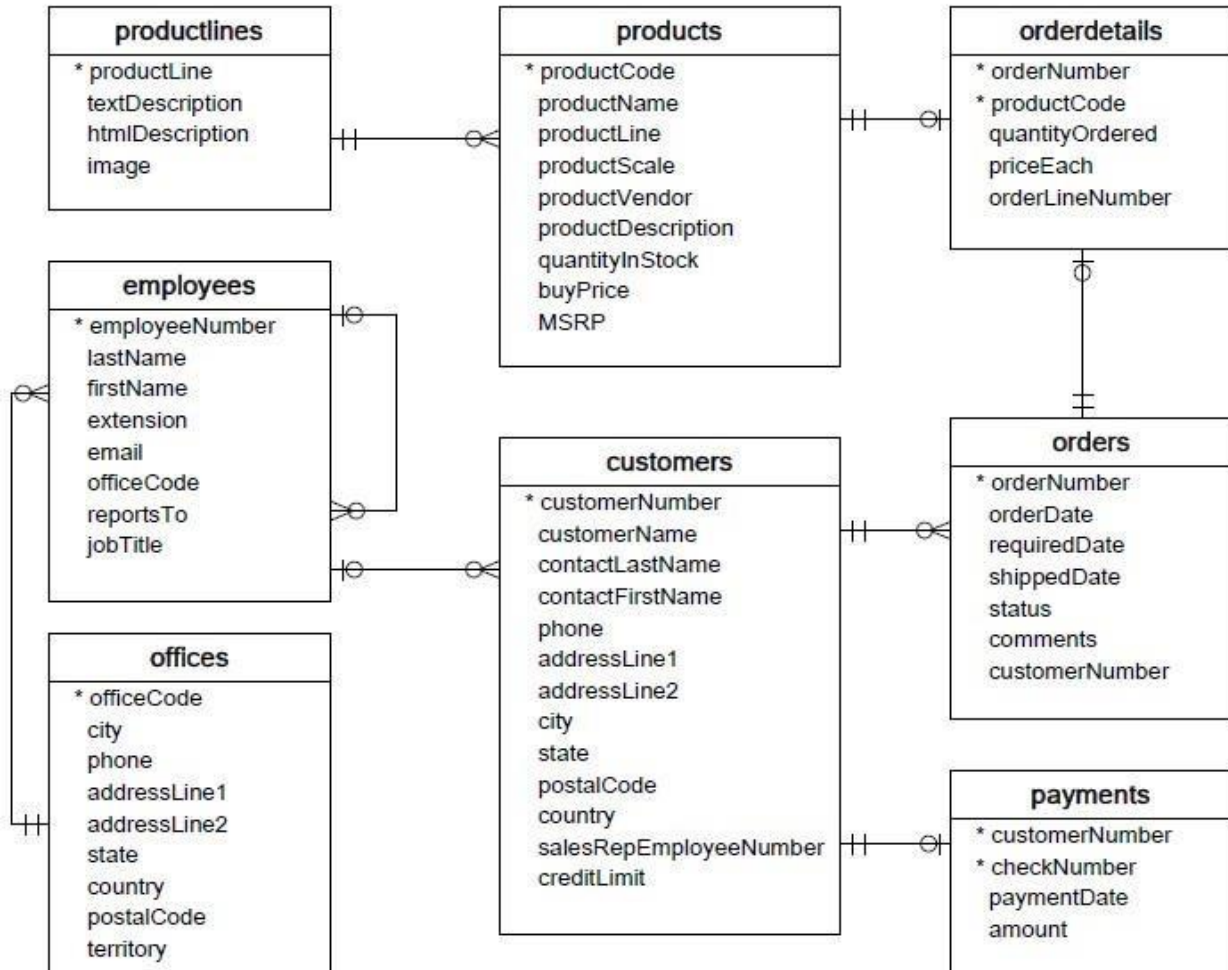 productlines
* productLine
textDescription
htmlDescription
image
products
* productCode
productName
productLine
productScale
productVendor
productDescription
quantityInStock
buyPrice
MSRP
orderdetails
* orderNumber
* productCode
quantityOrdered
priceEach
orderLineNumber
employees
* employeeNumber
lastName
firstName
extension
email
officeCode
reportsTo
jobTitle
customers
* customerNumber
customerName
contactLastName
contactFirstName
phone
addressLine1
addressLine2
city
state
postalCode
country
salesRepEmployeeNumber
creditLimit
orders
* orderNumber
orderDate
requiredDate
shippedDate
status
comments
customerNumber
offices
* officeCode
city
phone
addressLine1
addressLine2
state
country
postalCode
territory
payments
* customerNumber
* checkNumber
paymentDate
amount